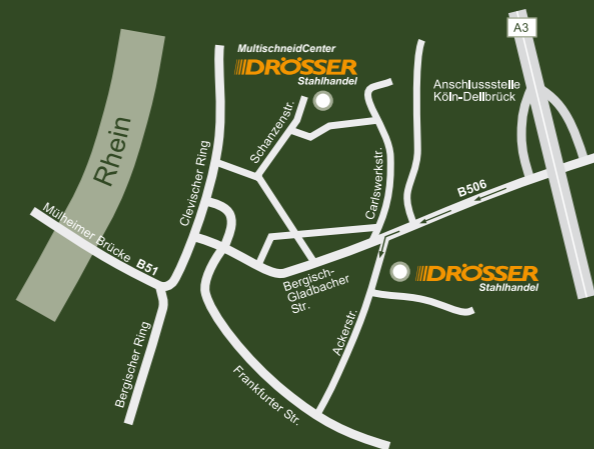 A3
MultischneidCenter
DRÖSSER
Stahlhandel
Anschlussstelle
Köln-Dellbrück
Rhein
Clevischer Ring
Schanzenstr.
Carlswerkstr.
B506
Mülheimer Brücke B51
Bergisch-
Gladbacher
Str.
DRÖSSER
Stahlhandel
Bergischer Ring
Ackerstr.
Frankfurter Str.